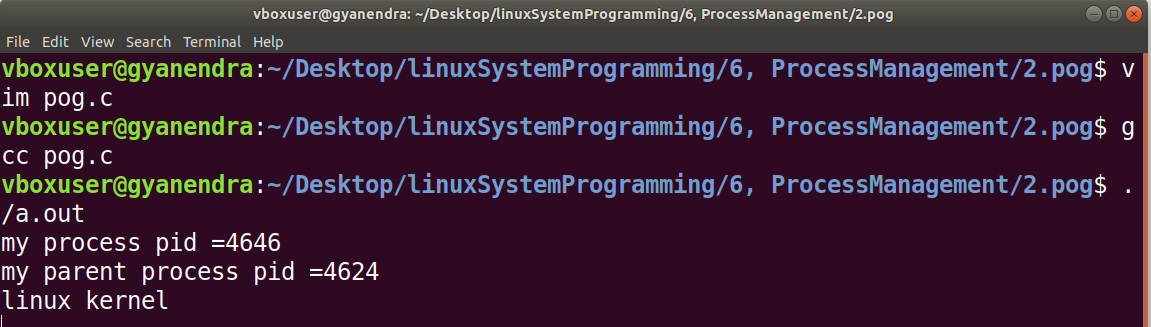 vboxuser@gyanendra: ~/Desktop/linuxSystemProgramming/6, ProcessManagement/2.pog
File Edit View Search Terminal Help
vboxuser@gyanendra:~/Desktop/linuxSystemProgramming/6, ProcessManagement/2.pog$ v
im pog.c
vboxuser@gyanendra:~/Desktop/linuxSystemProgramming/6, ProcessManagement/2.pog$ g
cc pog.c
vboxuser@gyanendra:~/Desktop/linuxSystemProgramming/6, ProcessManagement/2.pog$ .
/a.out
my process pid =4646
my parent process pid =4624
linux kernel